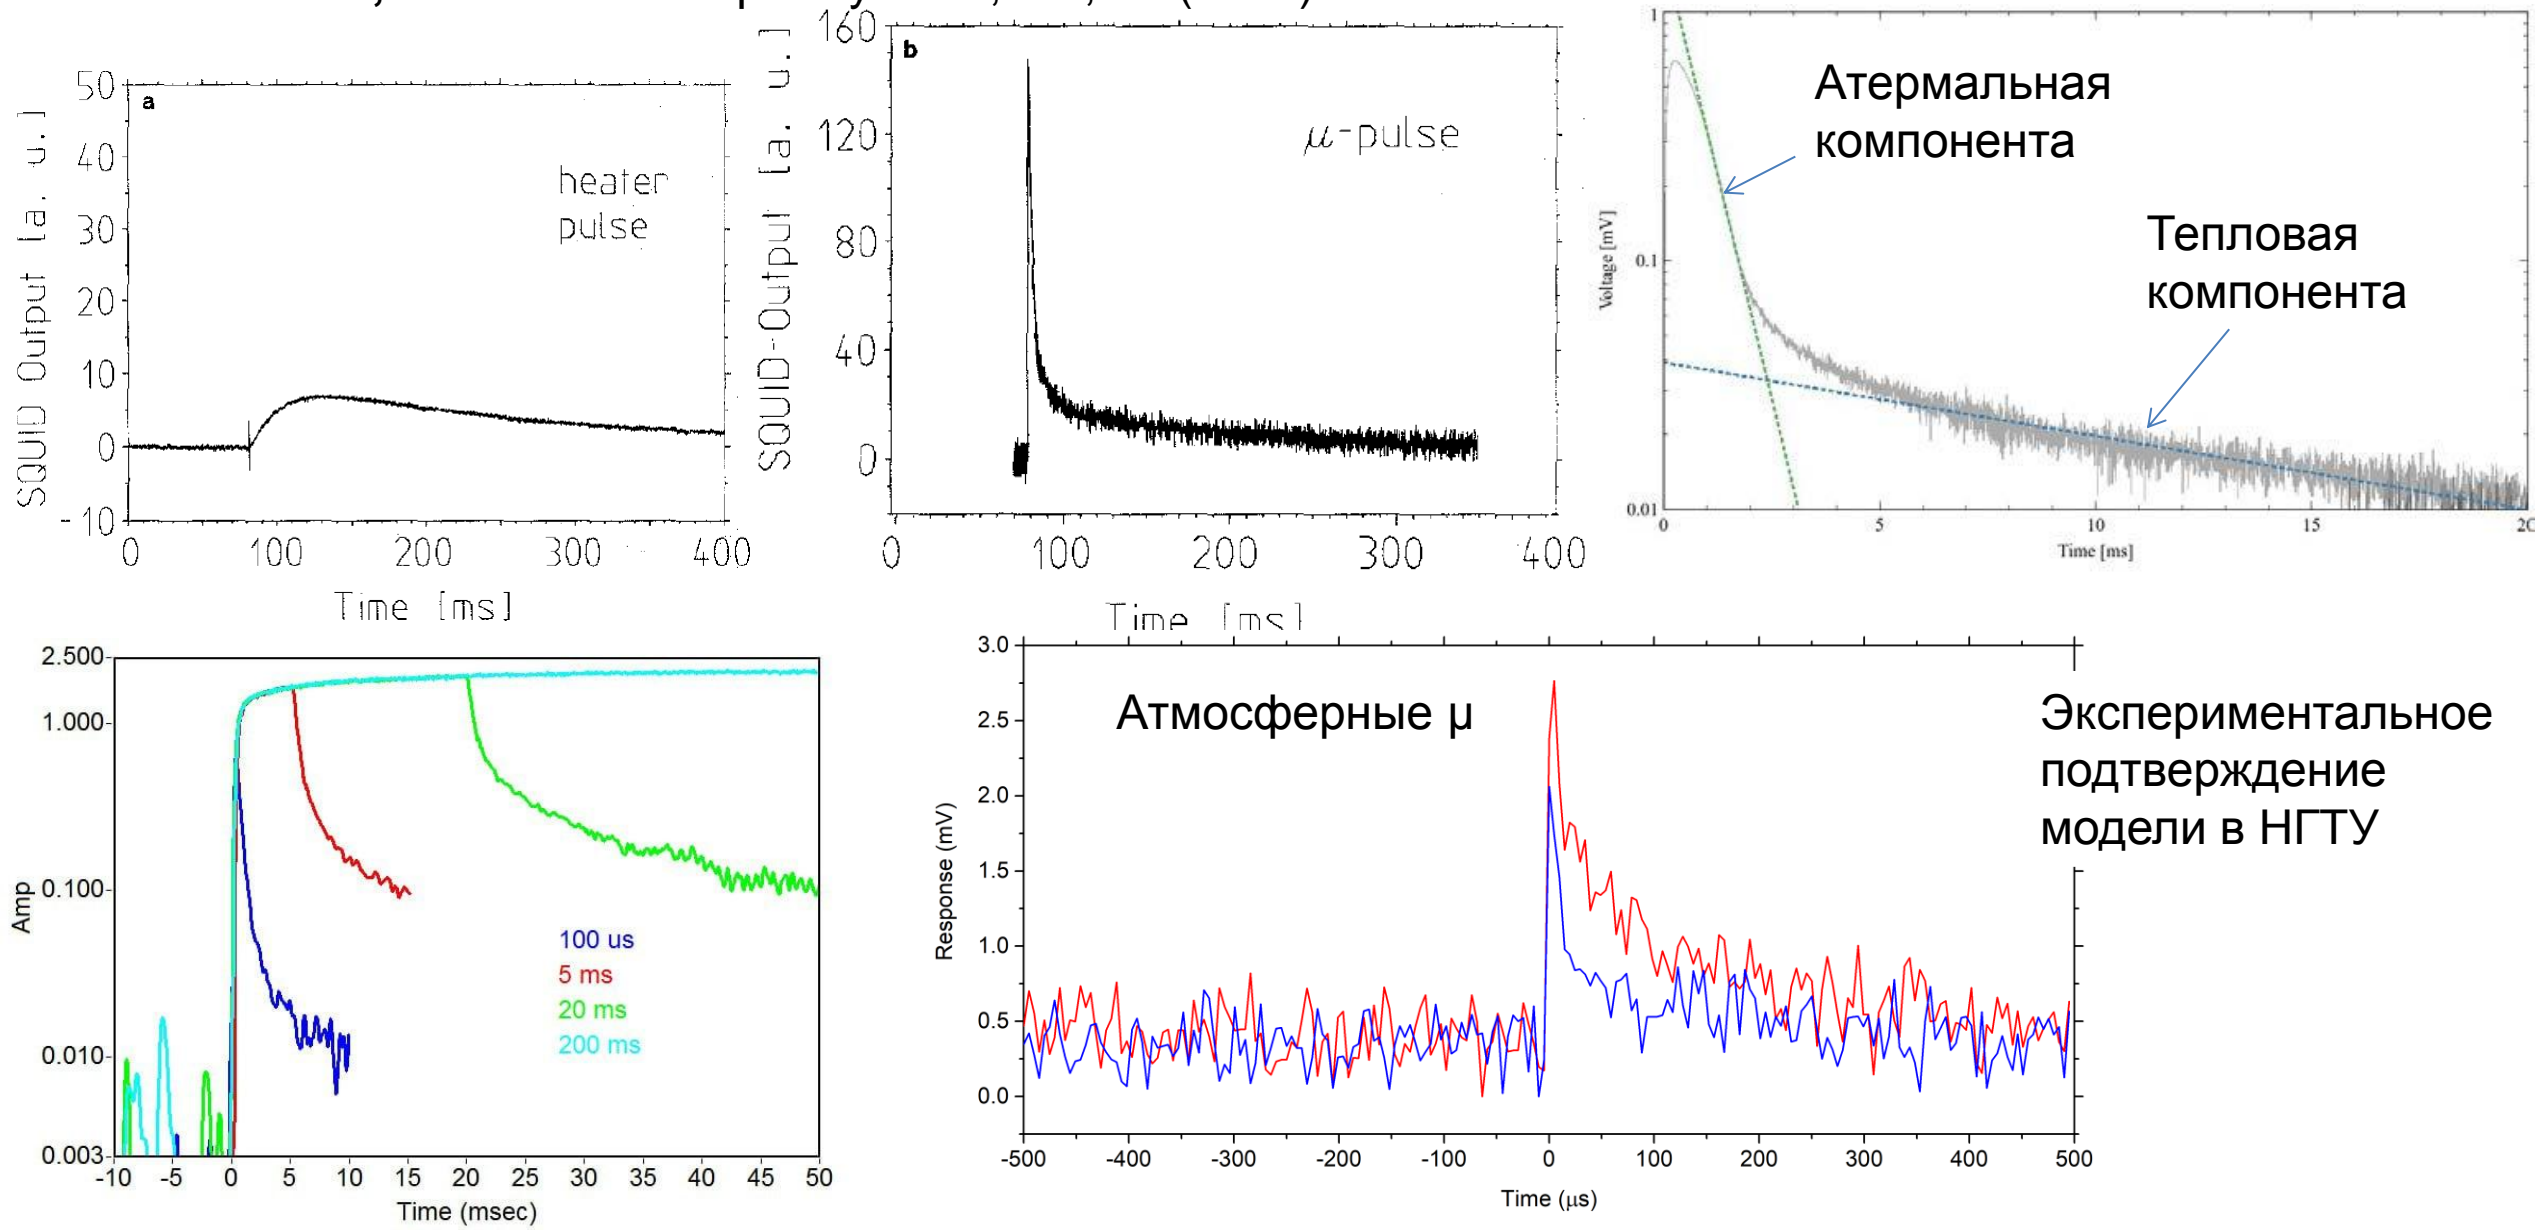 50
40
30
20
10
0
-10
a
heater
pulse
SQUID Output [a. u.]
0 100 200 300 400
Time [ms]
160
120
80
40
0
b
μ-pulse
SQUID-Output [a. u.]
0 100 200 300 400
Time [ms]
1
0.1
0.01
Атермальная
компонента
Тепловая
компонента
Voltage [mV]
0 5 10 15 20
Time [ms]
2.500
1.000
0.100
0.010
0.003
Amp
100 us
5 ms
20 ms
200 ms
-10 -5 0 5 10 15 20 25 30 35 40 45 50
Time (msec)
3.0
2.5
2.0
1.5
1.0
0.5
0.0
Атмосферные μ
Response (mV)
-500 -400 -300 -200 -100 0 100 200 300 400 500
Time (μs)
Экспериментальное
подтверждение
модели в НГТУ